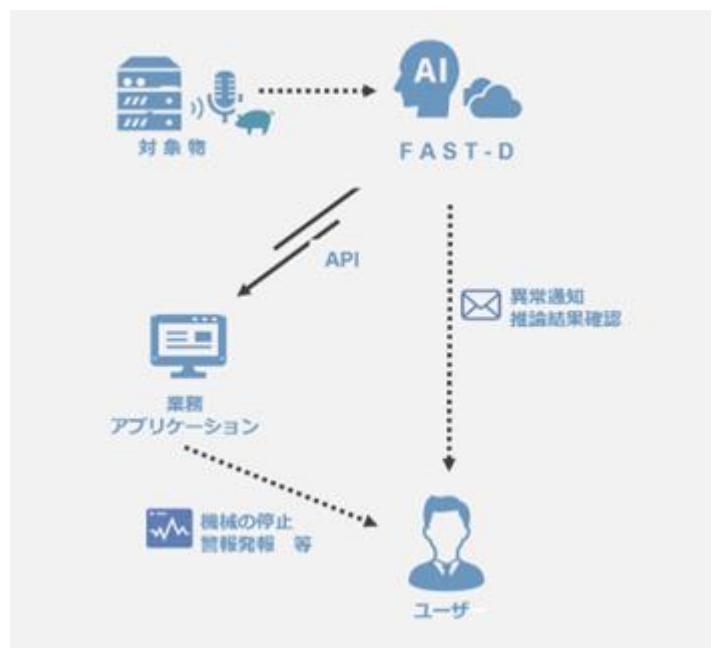 AI
対象物
FAST-D
API
異常通知
推論結果確認
業務
アプリケーション
機械の停止
警報発報 等
ユーザ